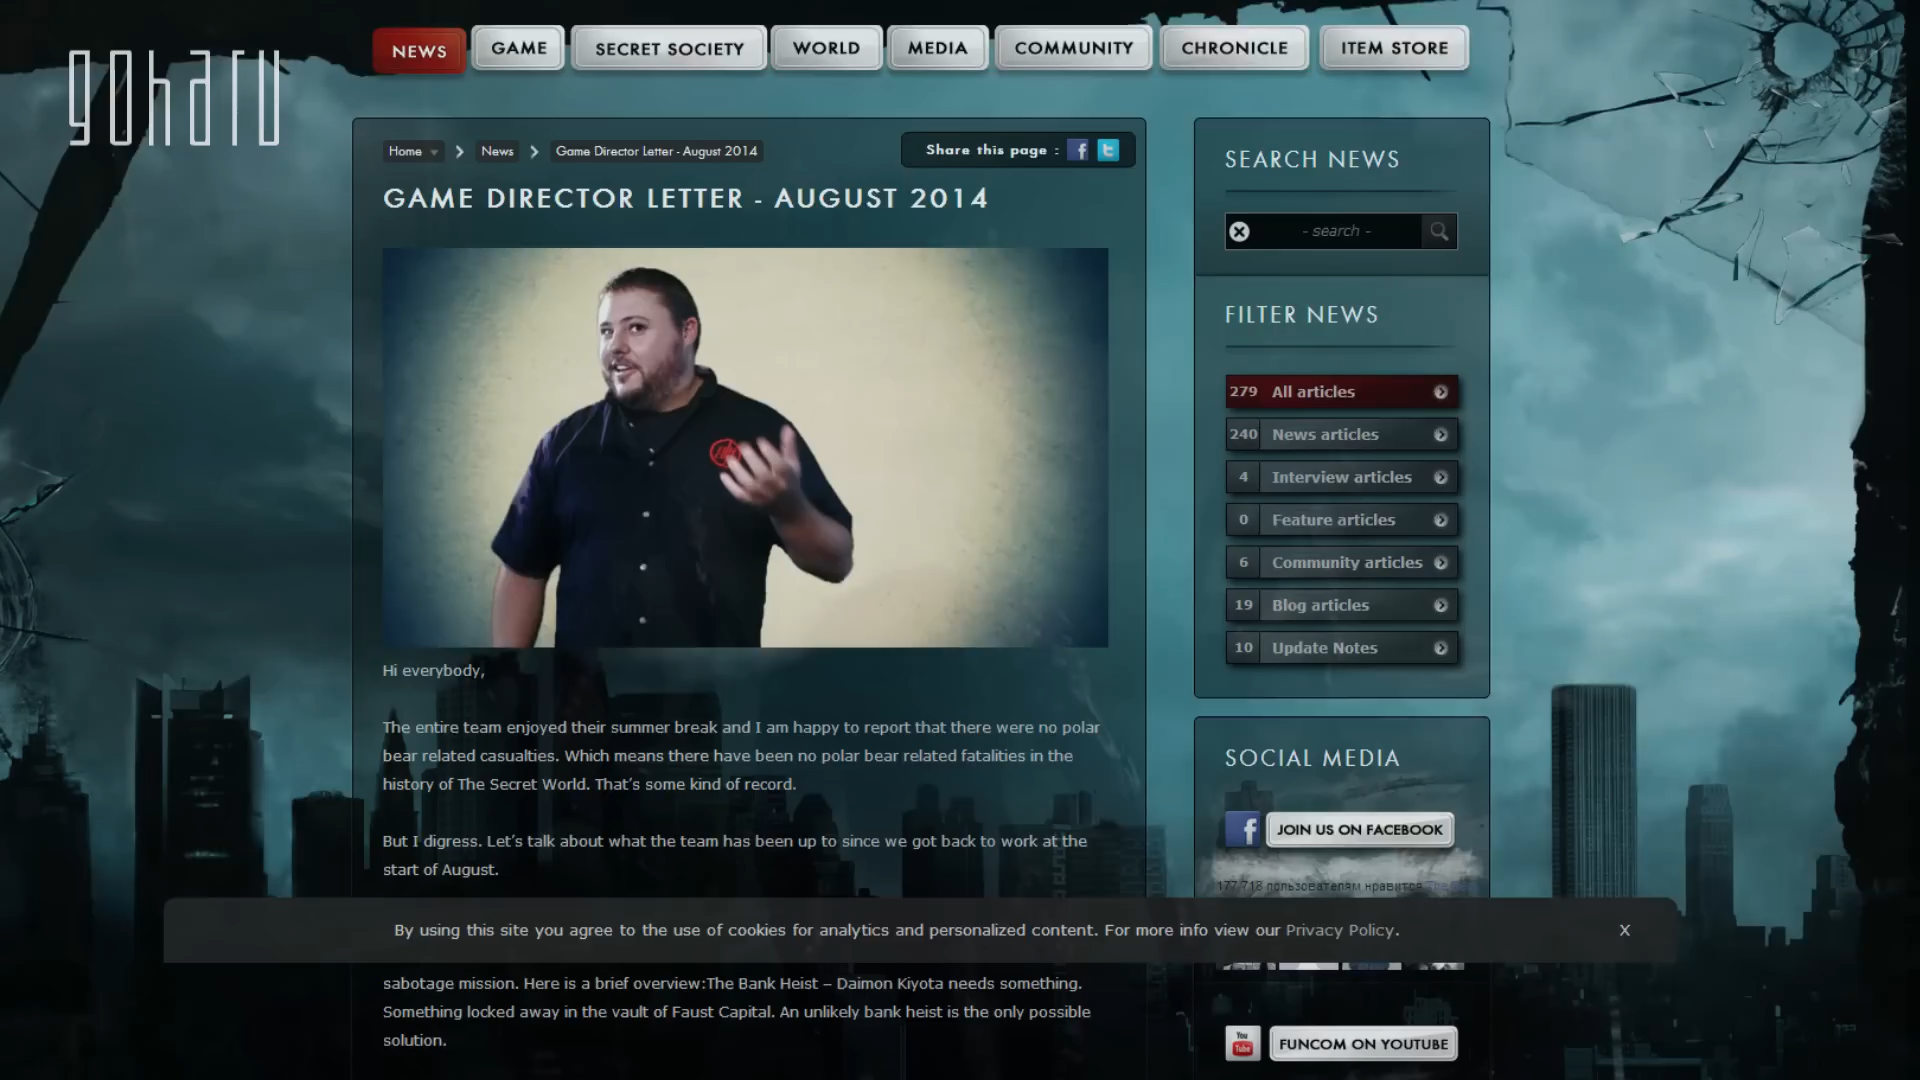 goharu
NEWS
GAME
SECRET SOCIETY
WORLD
MEDIA
COMMUNITY
CHRONICLE
ITEM STORE
Home
News
Game Director Letter - August 2014
Share this page :
GAME DIRECTOR LETTER - AUGUST 2014
Hi everybody,
The entire team enjoyed their summer break and I am happy to report that there were no polar
bear related casualties. Which means there have been no polar bear related fatalities in the
history of The Secret World. That's some kind of record.
But I digress. Let's talk about what the team has been up to since we got back to work at the
start of August.
sabotage mission. Here is a brief overview:The Bank Heist – Daimon Kiyota needs something.
Something locked away in the vault of Faust Capital. An unlikely bank heist is the only possible
solution.
SEARCH NEWS
- search -
FILTER NEWS
279 All articles
240 News articles
4 Interview articles
0 Feature articles
6 Community articles
19 Blog articles
10 Update Notes
SOCIAL MEDIA
f JOIN US ON FACEBOOK
177 718 пользователям нравится The
By using this site you agree to the use of cookies for analytics and personalized content. For more info view our Privacy Policy.
X
You Tube FUNCOM ON YOUTUBE